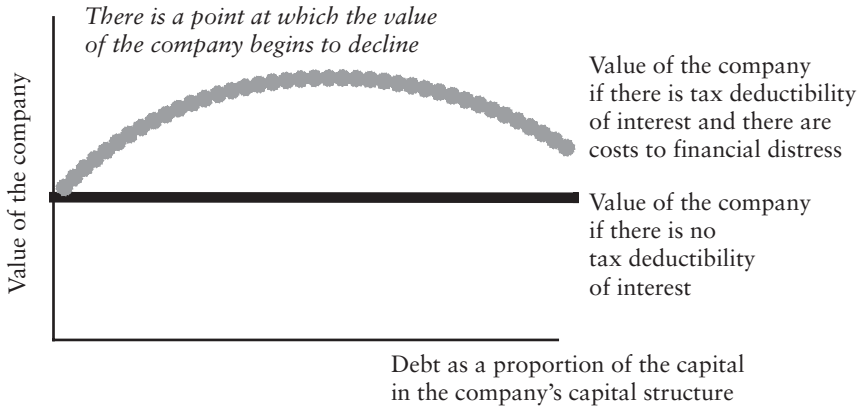 There is a point at which the value
of the company begins to decline
Value of the company
Value of the company
if there is tax deductibility
of interest and there are
costs to financial distress
Value of the company
if there is no
tax deductibility
of interest
Debt as a proportion of the capital
in the company’s capital structure